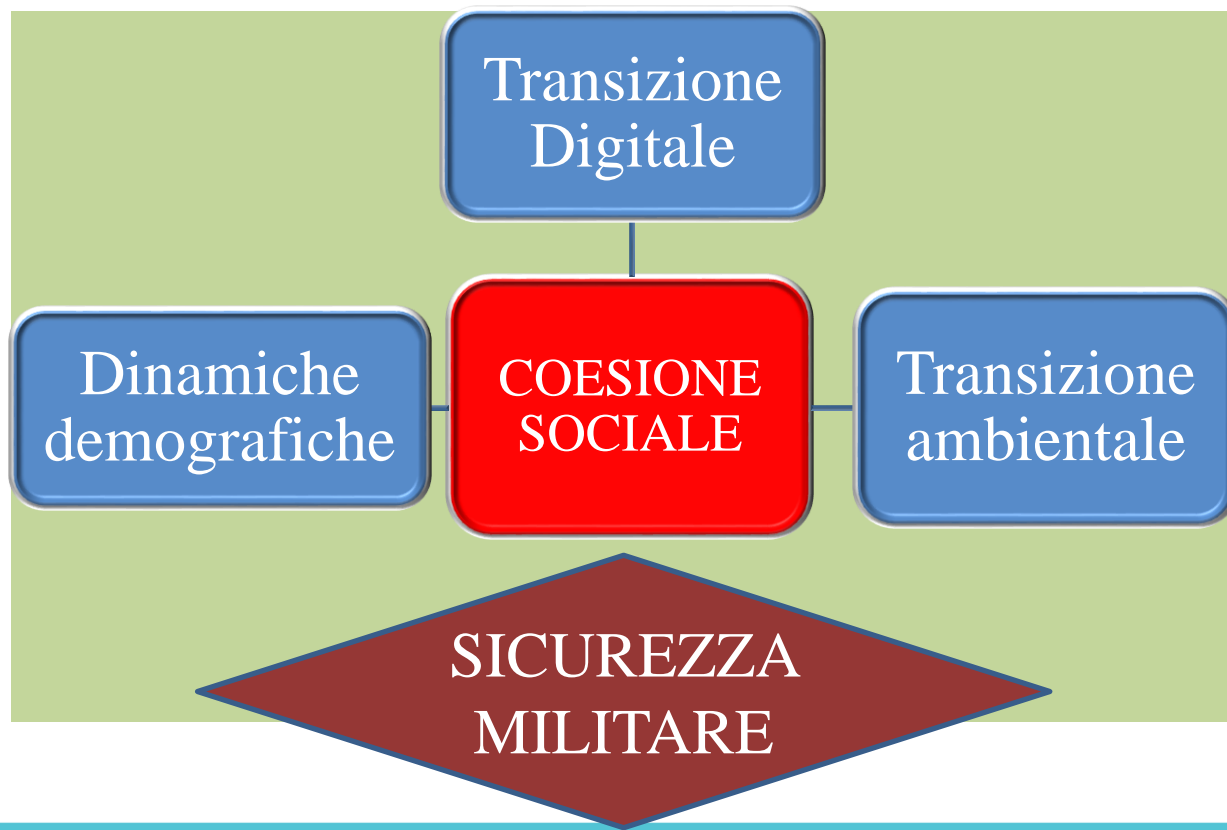 Transizione
Digitale
Dinamiche
demografiche
COESIONE
SOCIALE
Transizione
ambientale
SICUREZZA
MILITARE